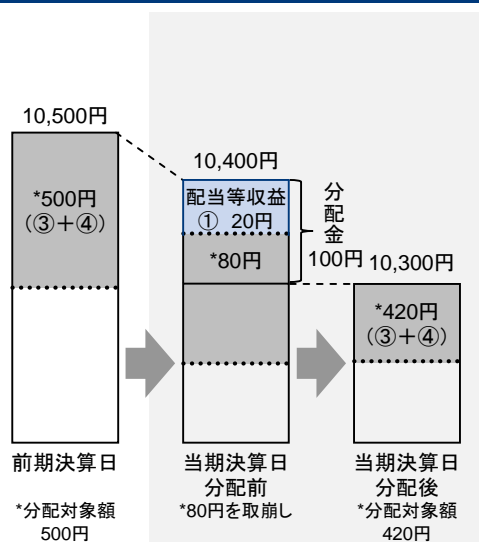 10,500円
*500円
（③＋④）
10,400円
配当等収益
① 20円
*80円
分配金
100円
10,300円
*420円
（③＋④）
前期決算日
*分配対象額
500円
当期決算日
分配前
*80円を取崩し
当期決算日
分配後
*分配対象額
420円